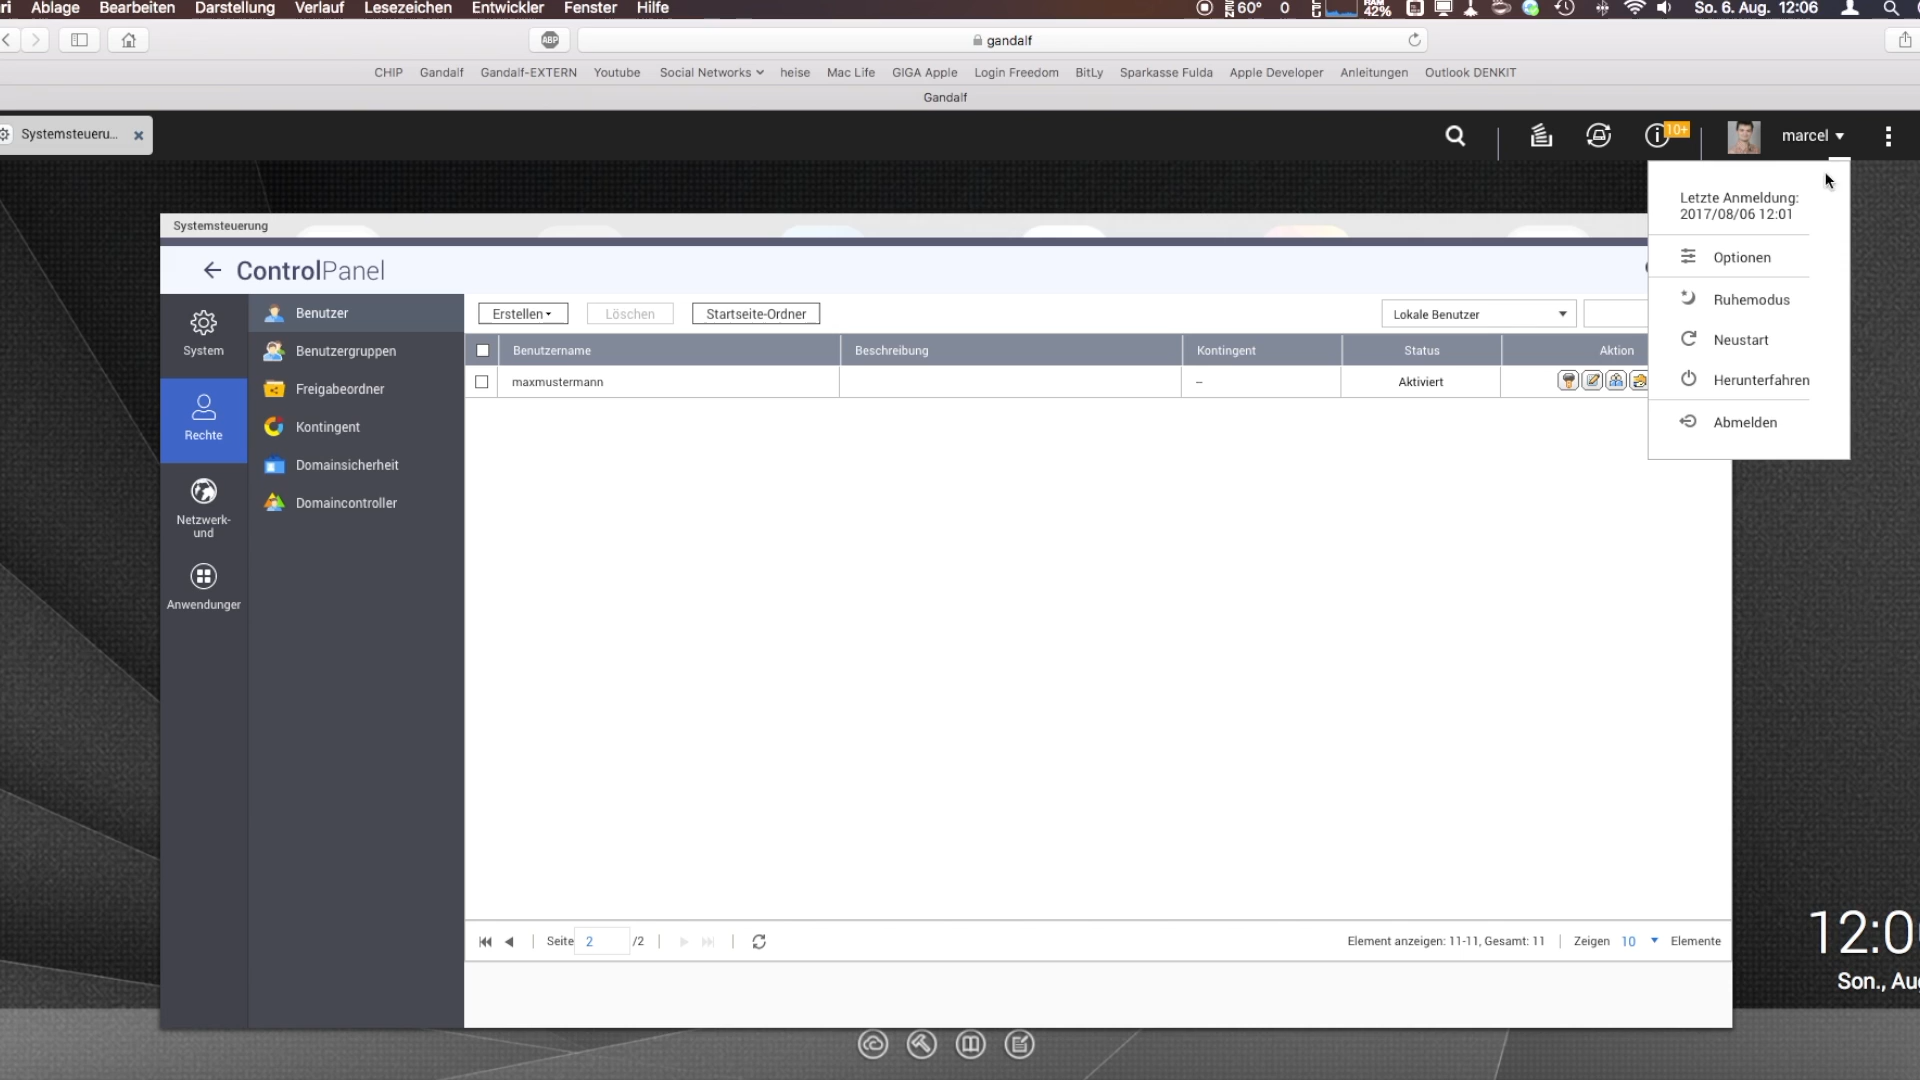 Ablage Bearbeiten Darstellung Verlauf Lesezeichen Entwickler Fenster Hilfe 60° 0 42% So. 6. Aug. 12:06
ABP gandalf
CHIP Gandalf Gandalf-EXTERN Youtube Social Networks heise Mac Life GIGA Apple Login Freedom BitLy Sparkasse Fulda Apple Developer Anleitungen Outlook DENKIT
Gandalf
Systemsteueru... 10+ marcel
Letzte Anmeldung:
2017/08/06 12:01
Optionen
Ruhemodus
Neustart
Herunterfahren
Abmelden
Systemsteuerung
ControlPanel
System
Rechte
Netzwerk-
und
Anwendungen
Benutzer
Benutzergruppen
Freigabeordner
Kontingent
Domainsicherheit
Domaincontroller
Erstellen Löschen Startseite-Ordner Lokale Benutzer
Benutzername Beschreibung Kontingent Status Aktion
maxmustermann -- Aktiviert
Seite 2 /2 Element anzeigen: 11-11, Gesamt: 11 Zeigen 10 Elemente
12:0
Son., Aug